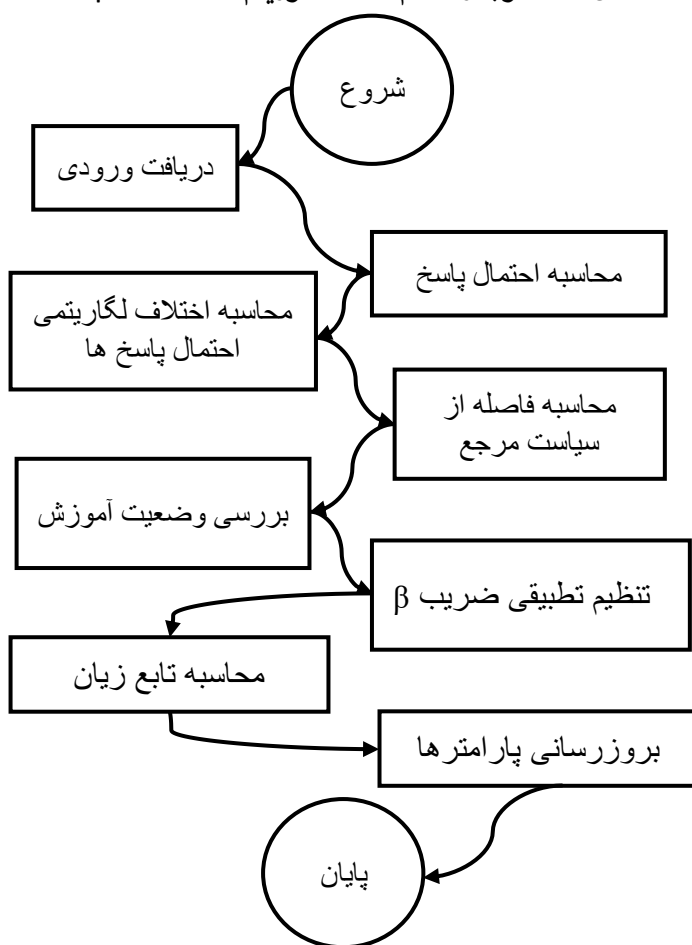 شروع
دریافت ورودی
محاسبه احتمال پاسخ
محاسبه اختلاف لگاریتمی
احتمال پاسخ ها
محاسبه فاصله از
سیاست مرجع
بررسی وضعیت آموزش
تنظیم تطبیقی ضریب β
محاسبه تابع زیان
بروزرسانی پارامترها
پایان